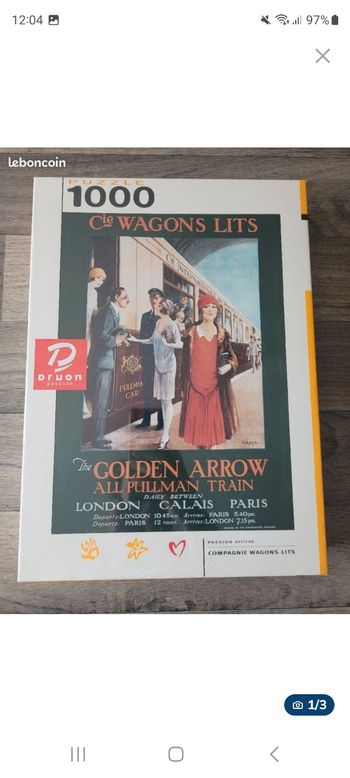 12:04
97%
leboncoin
PUZZLE
1000
Cie WAGONS LITS
PULLMAN
CAR
Druon
The GOLDEN ARROW
ALL PULLMAN TRAIN
DAILY BETWEEN
LONDON CALAIS PARIS
Departs: LONDON 10.45am. Arrives: PARIS 5.40pm.
Departs: PARIS 12 noon Arrives: LONDON 7.15pm.
PASSION AFFICHE
COMPAGNIE WAGONS-LITS
1/3